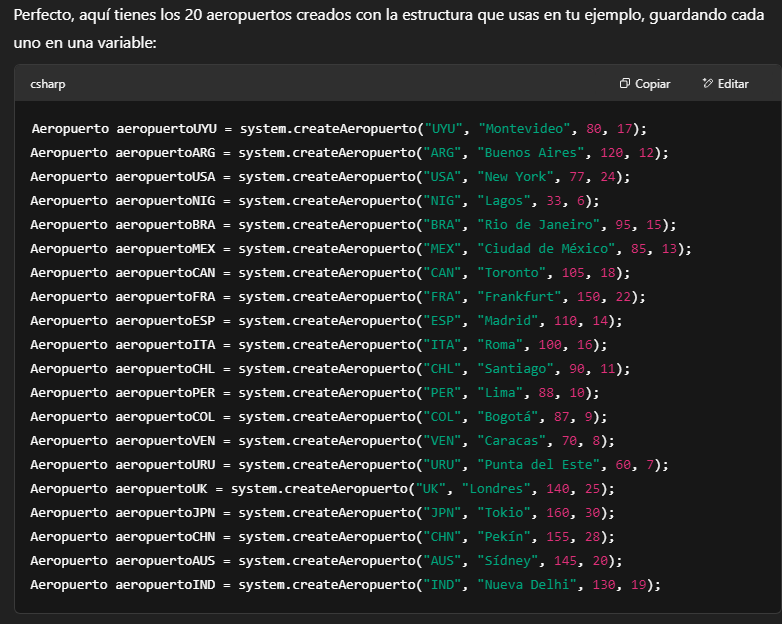 Perfecto, aquí tienes los 20 aeropuertos creados con la estructura que usas en tu ejemplo, guardando cada
uno en una variable:
csharp
Copiar
Editar
Aeropuerto aeropuertoUYU = system.createAeropuerto("UYU", "Montevideo", 80, 17);
Aeropuerto aeropuertoARG = system.createAeropuerto("ARG", "Buenos Aires", 120, 12);
Aeropuerto aeropuertoUSA = system.createAeropuerto("USA", "New York", 77, 24);
Aeropuerto aeropuertoNIG = system.createAeropuerto("NIG", "Lagos", 33, 6);
Aeropuerto aeropuertoBRA = system.createAeropuerto("BRA", "Rio de Janeiro", 95, 15);
Aeropuerto aeropuertoMEX = system.createAeropuerto("MEX", "Ciudad de México", 85, 13);
Aeropuerto aeropuertoCAN = system.createAeropuerto("CAN", "Toronto", 105, 18);
Aeropuerto aeropuertoFRA = system.createAeropuerto("FRA", "Frankfurt", 150, 22);
Aeropuerto aeropuertoESP = system.createAeropuerto("ESP", "Madrid", 110, 14);
Aeropuerto aeropuertoITA = system.createAeropuerto("ITA", "Roma", 100, 16);
Aeropuerto aeropuertoCHL = system.createAeropuerto("CHL", "Santiago", 90, 11);
Aeropuerto aeropuertoPER = system.createAeropuerto("PER", "Lima", 88, 10);
Aeropuerto aeropuertoCOL = system.createAeropuerto("COL", "Bogotá", 87, 9);
Aeropuerto aeropuertoVEN = system.createAeropuerto("VEN", "Caracas", 70, 8);
Aeropuerto aeropuertoURU = system.createAeropuerto("URU", "Punta del Este", 60, 7);
Aeropuerto aeropuertoUK = system.createAeropuerto("UK", "Londres", 140, 25);
Aeropuerto aeropuertoJPN = system.createAeropuerto("JPN", "Tokio", 160, 30);
Aeropuerto aeropuertoCHN = system.createAeropuerto("CHN", "Pekín", 155, 28);
Aeropuerto aeropuertoAUS = system.createAeropuerto("AUS", "Sídney", 145, 20);
Aeropuerto aeropuertoIND = system.createAeropuerto("IND", "Nueva Delhi", 130, 19);